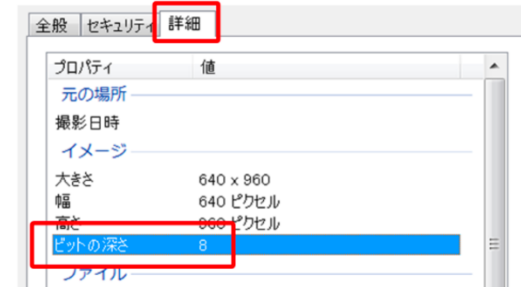 全般 セキュリティ 詳細
プロパティ 値
元の場所
撮影日時
イメージ
大きさ 640 x 960
幅 640 ピクセル
高さ 960 ピクセル
ビットの深さ 8
ファイル